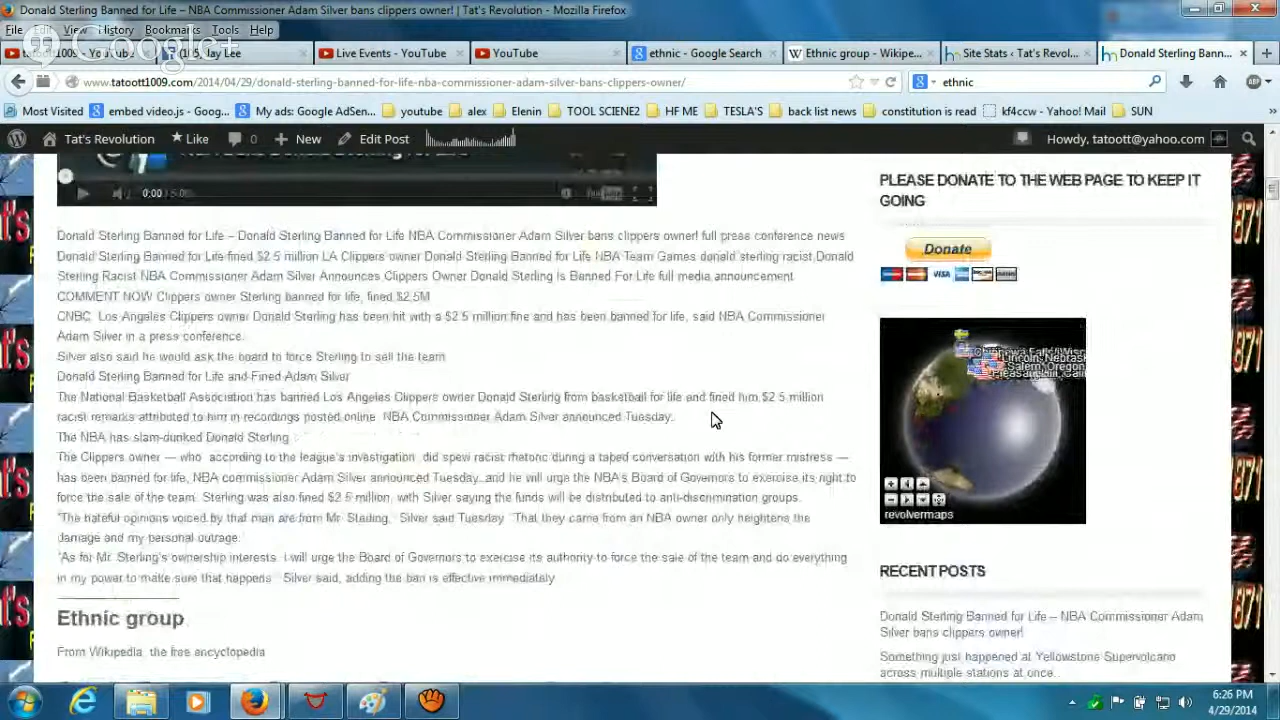 Donald Sterling Banned for Life – NBA Commissioner Adam Silver bans clippers owner! | Tat's Revolution - Mozilla Firefox
File Edit View History Bookmarks Tools Help
Google+
YouTube Jay Lee Live Events - YouTube YouTube ethnic - Google Search Ethnic group - Wikipe... Site Stats ‹ Tat's Revol... Donald Sterling Bann...
www.tatoott1009.com/2014/04/29/donald-sterling-banned-for-life-nba-commissioner-adam-silver-bans-clippers-owner/ ethnic
Most Visited embed video.js - Goog... My ads: Google AdSen... youtube alex Elenin TOOL SCIENE2 HF ME TESLA'S back list news constitution is read kf4ccw - Yahoo! Mail SUN
Tat's Revolution Like 0 New Edit Post Howdy, tatoott@yahoo.com
0:00
PLEASE DONATE TO THE WEB PAGE TO KEEP IT
GOING
Donate
VISA
Donald Sterling Banned for Life – Donald Sterling Banned for Life NBA Commissioner Adam Silver bans clippers owner! full press conference news
Donald Sterling Banned for Life fined $2.5 million LA Clippers owner Donald Sterling Banned for Life NBA Team Games donald sterling racist Donald
Sterling Racist NBA Commissioner Adam Silver Announces Clippers Owner Donald Sterling Is Banned For Life full media announcement
COMMENT NOW Clippers owner Sterling banned for life, fined $2.5M
CNBC. Los Angeles Clippers owner Donald Sterling has been hit with a $2.5 million fine and has been banned for life, said NBA Commissioner
Adam Silver in a press conference.
Silver also said he would ask the board to force Sterling to sell the team
Donald Sterling Banned for Life and Fined Adam Silver
The National Basketball Association has banned Los Angeles Clippers owner Donald Sterling from basketball for life and fined him $2.5 million
racist remarks attributed to him in recordings posted online. NBA Commissioner Adam Silver announced Tuesday.
The NBA has slam-dunked Donald Sterling
The Clippers owner — who according to the league's investigation did spew racist rhetoric during a taped conversation with his former mistress —
has been banned for life, NBA commissioner Adam Silver announced Tuesday, and he will urge the NBA's Board of Governors to exercise its right to
force the sale of the team. Sterling was also fined $2.5 million, with Silver saying the funds will be distributed to anti-discrimination groups.
"The hateful opinions voiced by that man are from Mr. Sterling, Silver said Tuesday "That they came from an NBA owner only heightens the
damage and my personal outrage."
"As for Mr. Sterling's ownership interests, I will urge the Board of Governors to exercise its authority to force the sale of the team and do everything
in my power to make sure that happens Silver said, adding the ban is effective immediately
Ethnic group
From Wikipedia, the free encyclopedia
Lincoln, Nebrask
Salem, Oregon
revolvermaps
RECENT POSTS
Donald Sterling Banned for Life – NBA Commissioner Adam
Silver bans clippers owner!
Something just happened at Yellowstone Supervolcano
across multiple stations at once..
6:26 PM
4/29/2014